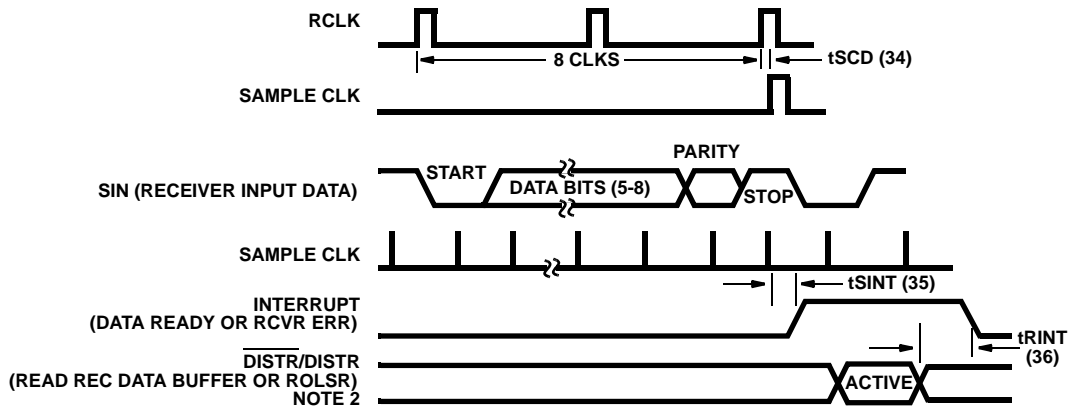 RCLK
8 CLKS
tSCD (34)
SAMPLE CLK
PARITY
START
SIN (RECEIVER INPUT DATA)
DATA BITS (5-8)
STOP
SAMPLE CLK
tSINT (35)
INTERRUPT
(DATA READY OR RCVR ERR)
tRINT
(36)
DISTR/DISTR
(READ REC DATA BUFFER OR ROLSR)
ACTIVE
NOTE 2